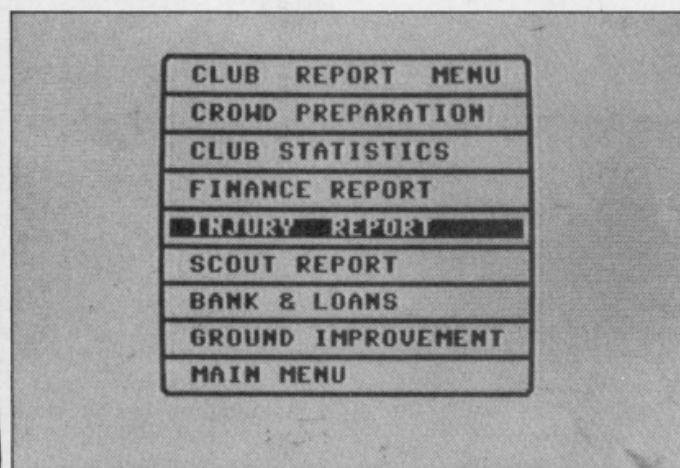 CLUB REPORT MENU
CROWD PREPARATION
CLUB STATISTICS
FINANCE REPORT
INJURY REPORT
SCOUT REPORT
BANK & LOANS
GROUND IMPROVEMENT
MAIN MENU